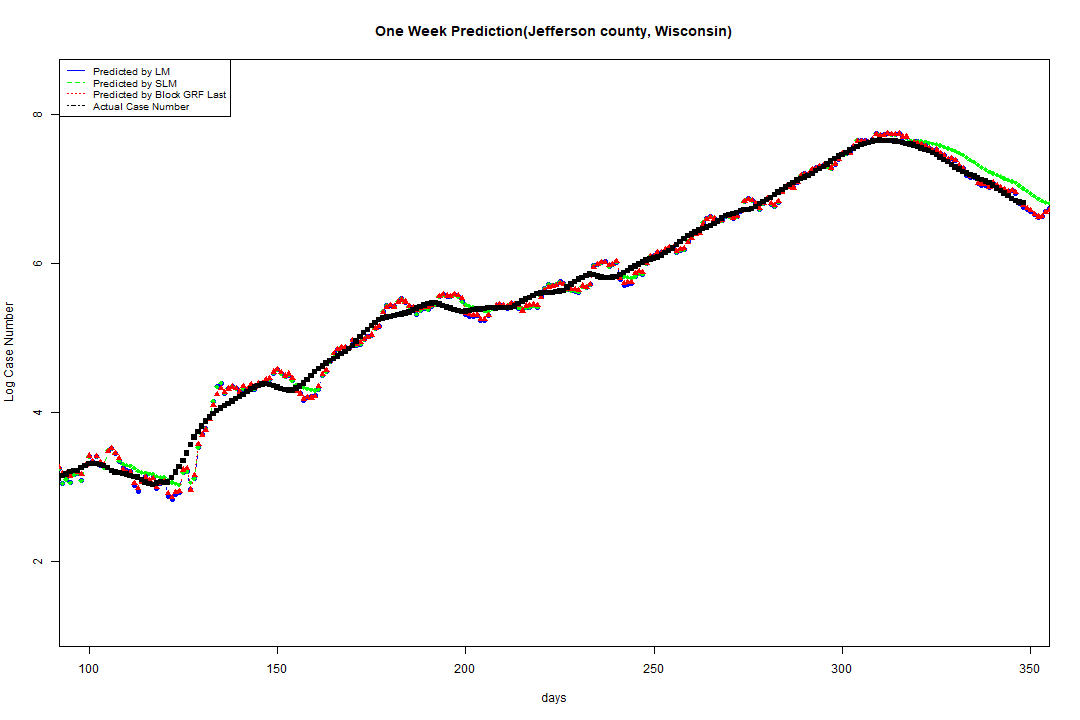 One Week Prediction(Jefferson county, Wisconsin)
Predicted by LM
Predicted by SLM
Predicted by Block GRF Last
Actual Case Number
8
6
4
2
Log Case Number
100 150 200 250 300 350
days